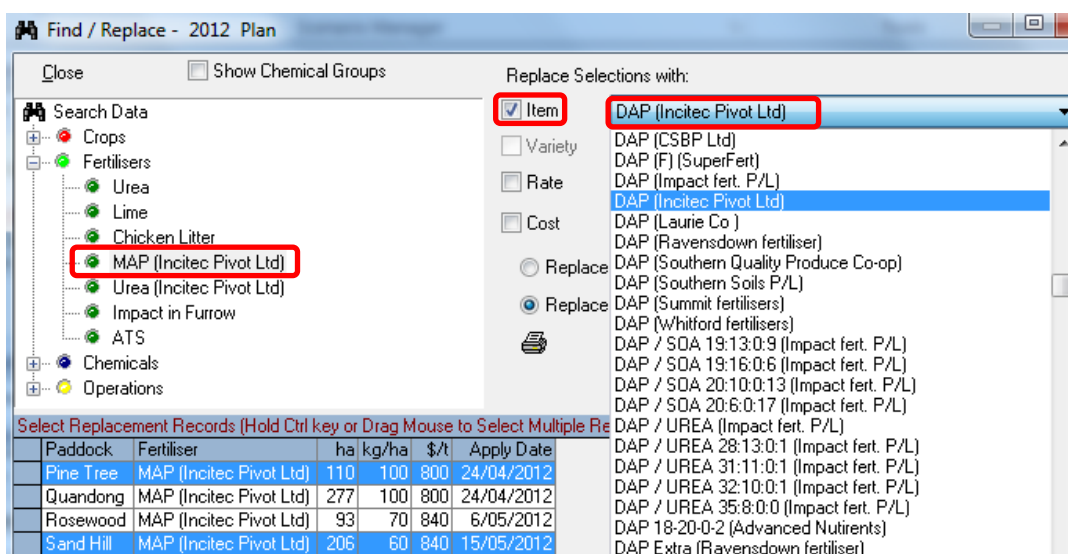 Find / Replace - 2012 Plan
Close
Show Chemical Groups
Search Data
Crops
Fertilisers
Urea
Lime
Chicken Litter
MAP (Incitec Pivot Ltd)
Urea (Incitec Pivot Ltd)
Impact in Furrow
ATS
Chemicals
Operations
Replace Selections with:
Item
Variety
Rate
Cost
Replace
Replace
DAP (Incitec Pivot Ltd)
DAP (CSBP Ltd)
DAP (F) (SuperFert)
DAP (Impact fert. P/L)
DAP (Incitec Pivot Ltd)
DAP (Laurie Co )
DAP (Ravensdown fertiliser)
DAP (Southern Quality Produce Co-op)
DAP (Southern Soils P/L)
DAP (Summit fertilisers)
DAP (Whitford fertilisers)
DAP / SOA 19:13:0:9 (Impact fert. P/L)
DAP / SOA 19:16:0:6 (Impact fert. P/L)
DAP / SOA 20:10:0:13 (Impact fert. P/L)
DAP / SOA 20:6:0:17 (Impact fert. P/L)
DAP / UREA (Impact fert. P/L)
DAP / UREA 28:13:0:1 (Impact fert. P/L)
DAP / UREA 31:11:0:1 (Impact fert. P/L)
DAP / UREA 32:10:0:1 (Impact fert. P/L)
DAP / UREA 35:8:0:0 (Impact fert. P/L)
DAP 18-20-0-2 (Advanced Nutirents)
DAP Extra (Ravensdown fertiliser)
Select Replacement Records (Hold Ctrl key or Drag Mouse to Select Multiple Re
Paddock Fertiliser ha kg/ha $/t Apply Date
Pine Tree MAP (Incitec Pivot Ltd) 110 100 800 24/04/2012
Quandong MAP (Incitec Pivot Ltd) 277 100 800 24/04/2012
Rosewood MAP (Incitec Pivot Ltd) 93 70 840 6/05/2012
Sand Hill MAP (Incitec Pivot Ltd) 206 60 840 15/05/2012